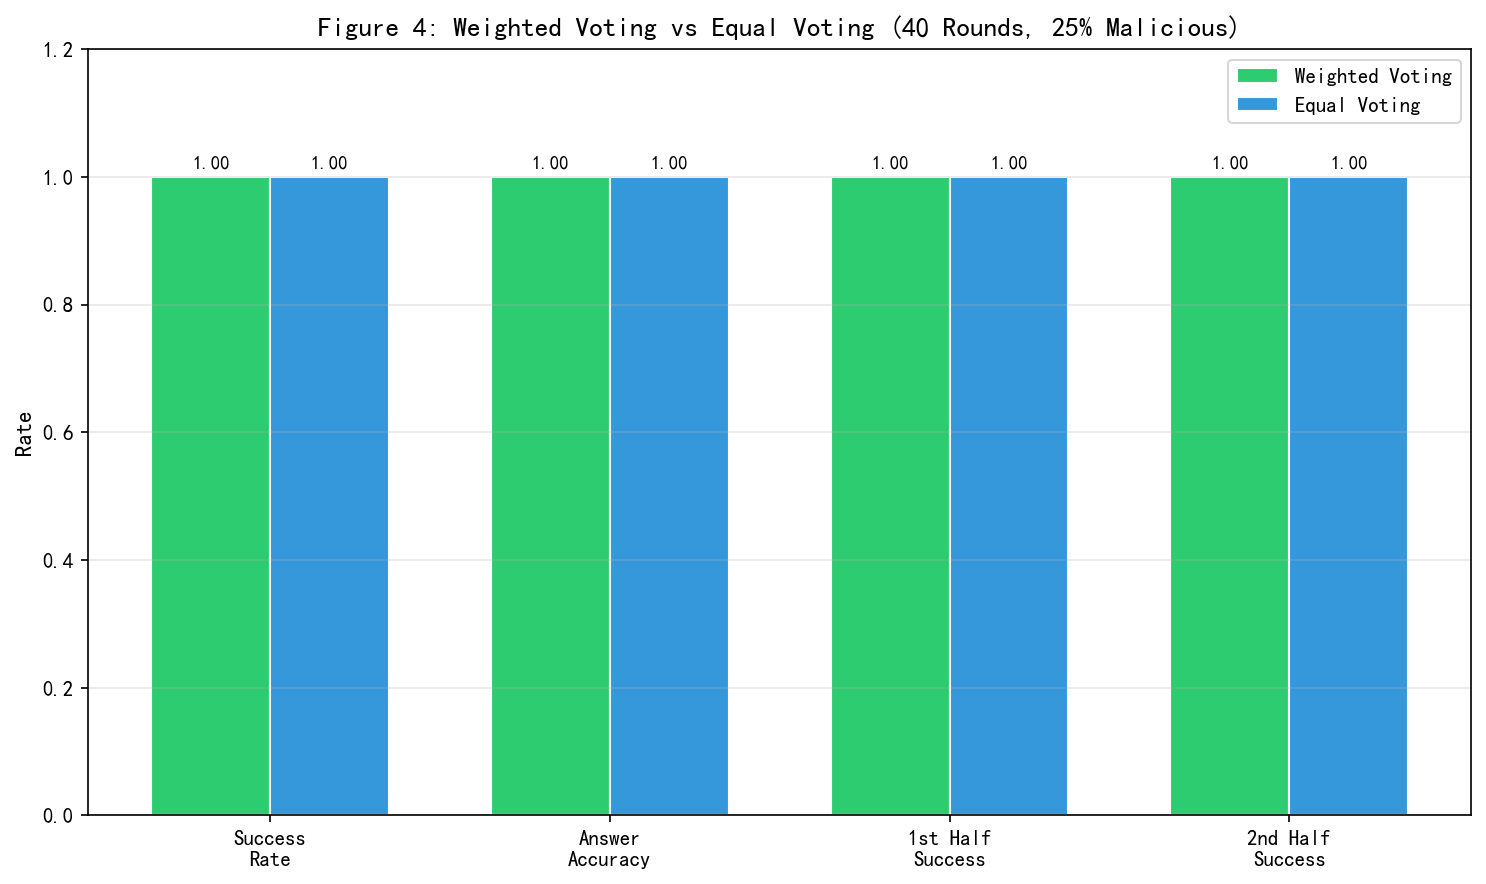 Figure 4: Weighted Voting vs Equal Voting (40 Rounds, 25% Malicious)
Weighted Voting
Equal Voting
1.2
1.0
0.8
0.6
0.4
0.2
0.0
Rate
1.00 1.00 1.00 1.00 1.00 1.00 1.00 1.00
Success
Rate
Answer
Accuracy
1st Half
Success
2nd Half
Success